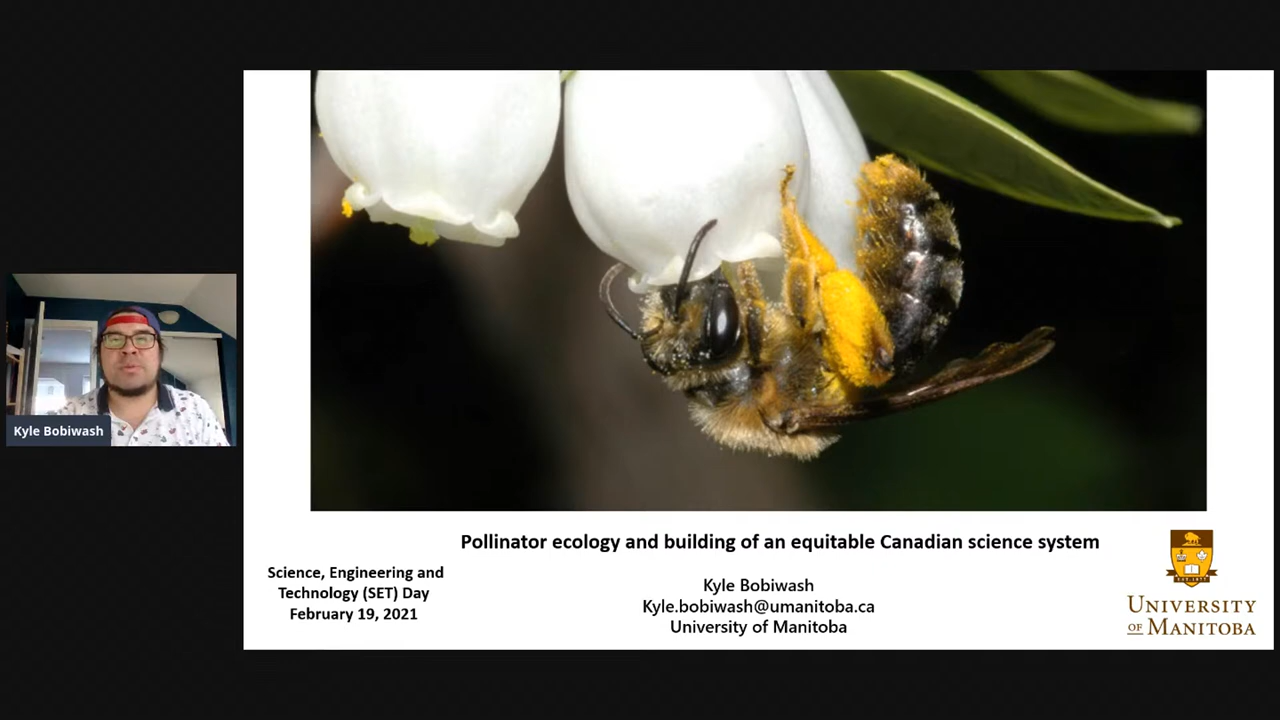 Kyle Bobiwash
Pollinator ecology and building of an equitable Canadian science system
Science, Engineering and
Technology (SET) Day
February 19, 2021
Kyle Bobiwash
Kyle.bobiwash@umanitoba.ca
University of Manitoba
UNIVERSITY
OF MANITOBA